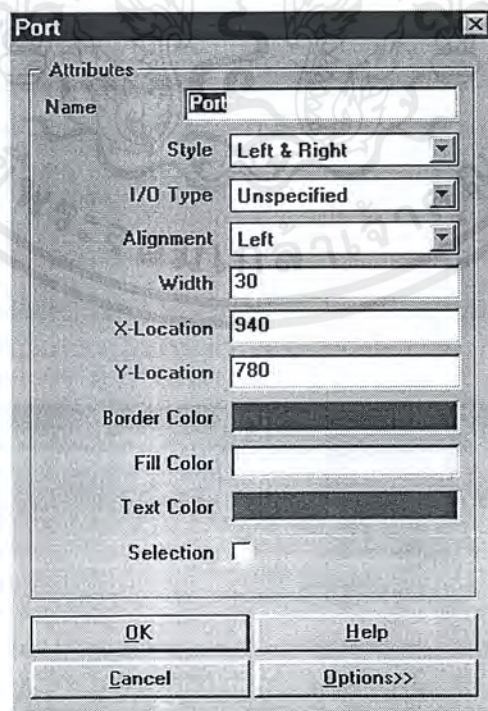 Port
Attributes
Name Port
Style Left & Right
I/O Type Unspecified
Alignment Left
Width 30
X-Location 940
Y-Location 780
Border Color
Fill Color
Text Color
Selection
OK Help
Cancel Options>>